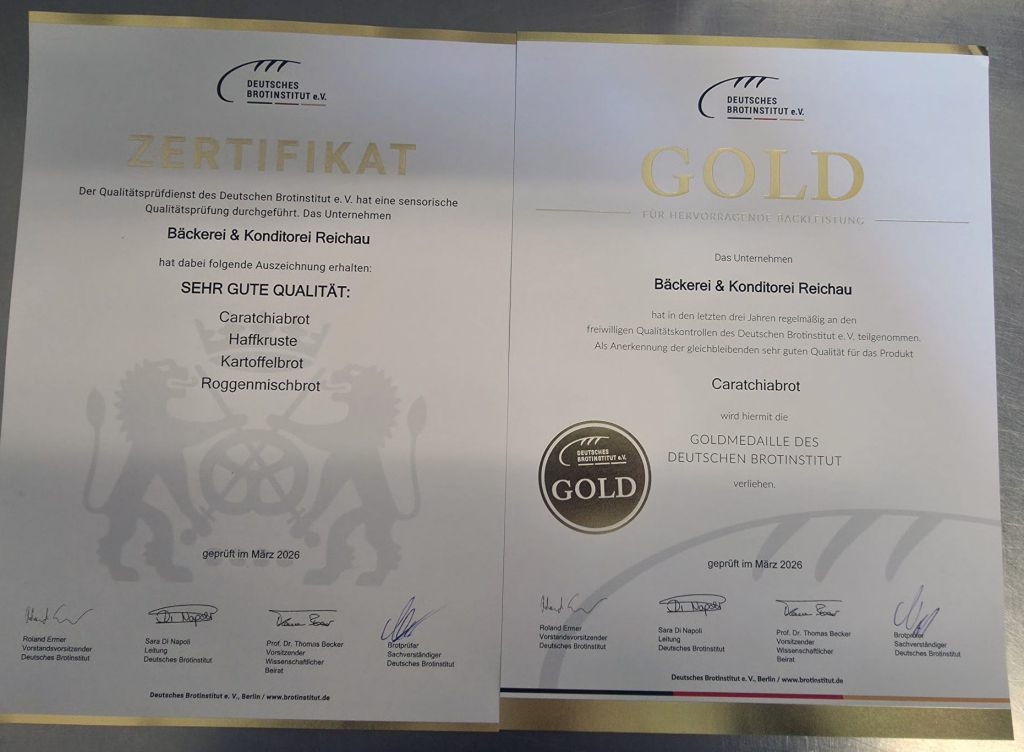 DEUTSCHES
BROTINSTITUT e.V.
ZERTIFIKAT
Der Qualitätsprüfdienst des Deutschen Brotinstitut e. V. hat eine sensorische
Qualitätsprüfung durchgeführt. Das Unternehmen
Bäckerei & Konditorei Reichau
hat dabei folgende Auszeichnung erhalten:
SEHR GUTE QUALITÄT:
Caratchiabrot
Haffkruste
Kartoffelbrot
Roggenmischbrot
geprüft im März 2026
Di Napoli
Roland Ermer
Vorstandsvorsitzender
Deutsches Brotinstitut
Sara Di Napoli
Leitung
Deutsches Brotinstitut
Prof. Dr. Thomas Becker
Vorsitzender
Wissenschaftlicher
Beirat
Brotprüfer
Sachverständiger
Deutsches Brotinstitut
Deutsches Brotinstitut e. V., Berlin / www.brotinstitut.de
DEUTSCHES
BROTINSTITUT e.V.
GOLD
FÜR HERVORRAGENDE BACKLEISTUNG
Das Unternehmen
Bäckerei & Konditorei Reichau
hat in den letzten drei Jahren regelmäßig an den
freiwilligen Qualitätskontrollen des Deutschen Brotinstitut e. V. teilgenommen.
Als Anerkennung der gleichbleibenden sehr guten Qualität für das Produkt
Caratchiabrot
wird hiermit die
GOLDMEDAILLE DES
DEUTSCHEN BROTINSTITUT
verliehen.
DEUTSCHES
BROTINSTITUT e.V.
GOLD
geprüft im März 2026
Di Napoli
Roland Ermer
Vorstandsvorsitzender
Deutsches Brotinstitut
Sara Di Napoli
Leitung
Deutsches Brotinstitut
Prof. Dr. Thomas Becker
Vorsitzender
Wissenschaftlicher
Beirat
Brotprüfer
Sachverständiger
Deutsches Brotinstitut
Deutsches Brotinstitut e. V., Berlin / www.brotinstitut.de